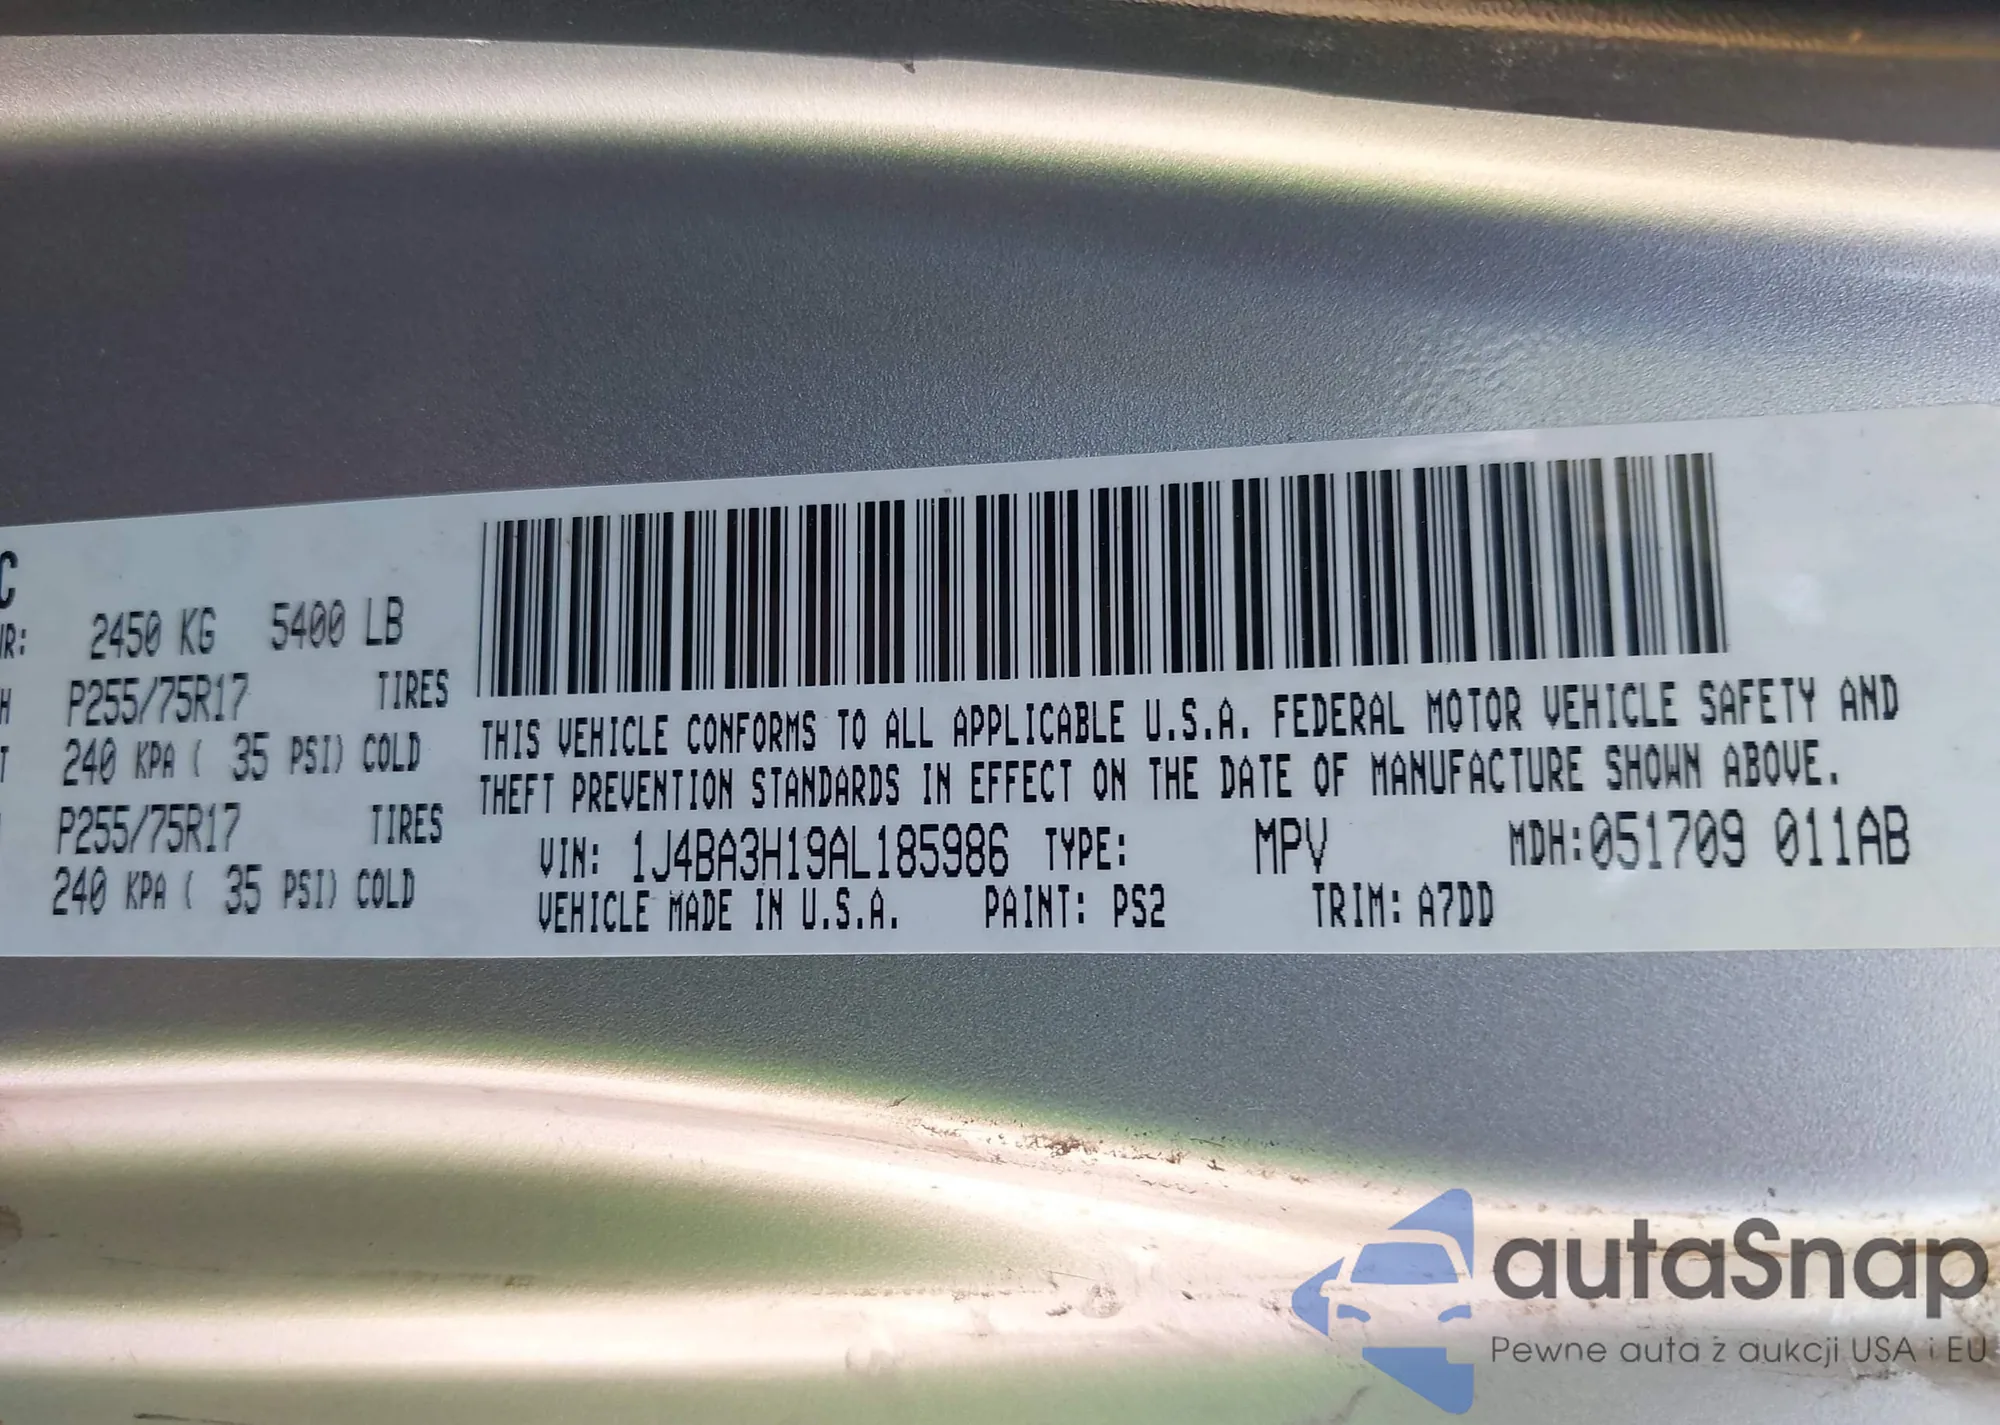 C
WR: 2450 KG 5400 LB
H P255/75R17 TIRES
T 240 KPA ( 35 PSI) COLD
P255/75R17 TIRES
240 KPA ( 35 PSI) COLD
THIS VEHICLE CONFORMS TO ALL APPLICABLE U.S.A. FEDERAL MOTOR VEHICLE SAFETY AND
THEFT PREVENTION STANDARDS IN EFFECT ON THE DATE OF MANUFACTURE SHOWN ABOVE.
VIN: 1J4BA3H19AL185986 TYPE: MPV MDH:051709 011AB
VEHICLE MADE IN U.S.A. PAINT: PS2 TRIM: A7DD
autaSnap
Pewne auta z aukcji USA i EU